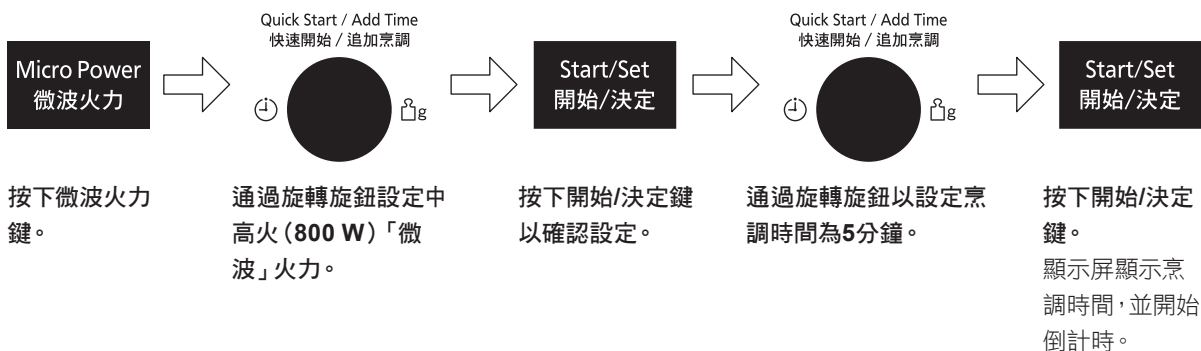 Quick Start / Add Time
快速開始 / 追加烹調
Quick Start / Add Time
快速開始 / 追加烹調
Micro Power
微波火力
g
Start/Set
開始/決定
g
Start/Set
開始/決定
按下微波火力
鍵。
通過旋轉旋鈕設定中
高火(800 W)「微
波」火力。
按下開始/決定鍵
以確認設定。
通過旋轉旋鈕以設定烹
調時間為5分鐘。
按下開始/決定
鍵。
顯示屏顯示烹
調時間,並開始
倒計時。